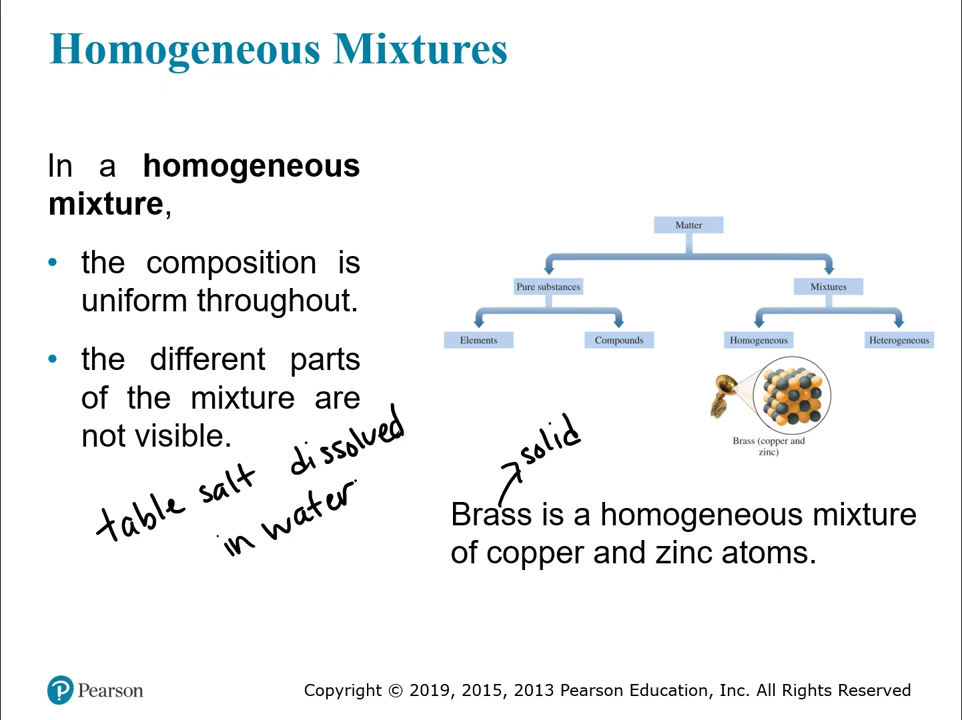 Homogeneous Mixtures
In a homogeneous
mixture,
• the composition is
uniform throughout.
• the different parts
of the mixture are
not visible.
table salt dissolved
in water
Matter
Pure substances
Mixtures
Elements
Compounds
Homogeneous
Heterogeneous
Brass (copper and
zinc)
solid
Brass is a homogeneous mixture
of copper and zinc atoms.
Pearson
Copyright © 2019, 2015, 2013 Pearson Education, Inc. All Rights Reserved